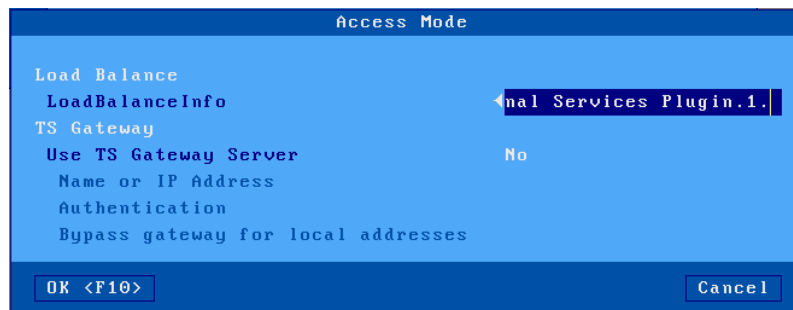 Access Mode
Load Balance
LoadBalanceInfo nal Services Plugin.1.
TS Gateway
Use TS Gateway Server No
Name or IP Address
Authentication
Bypass gateway for local addresses
OK <F10> Cancel